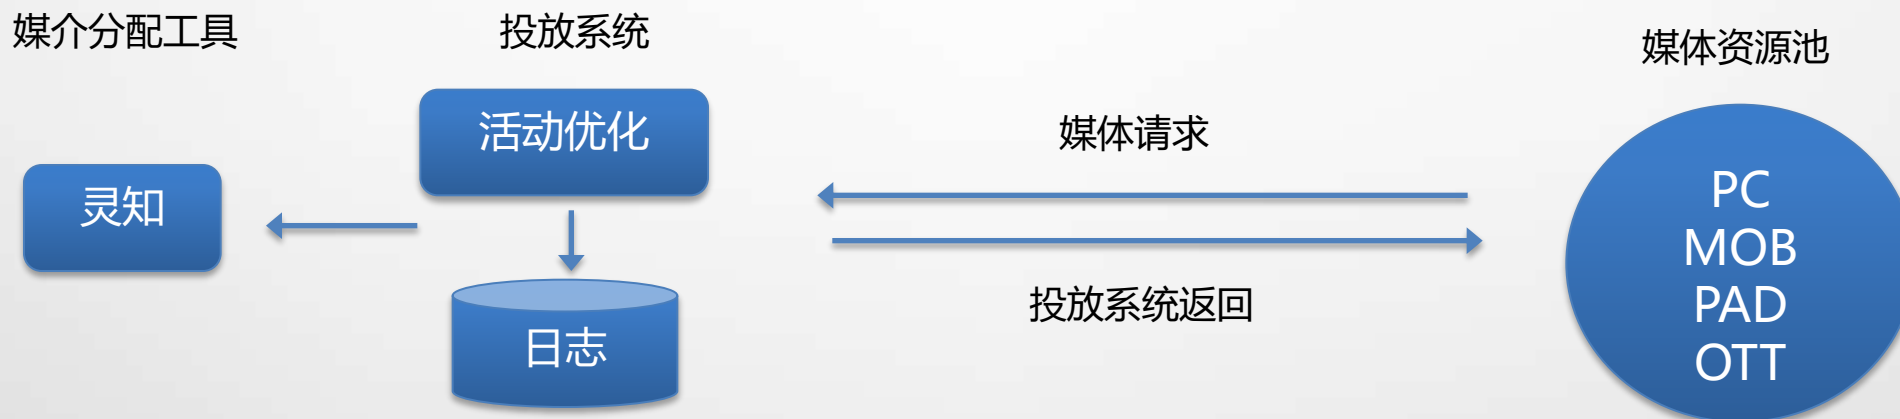 媒介分配工具
投放系统
媒体资源池
活动优化
灵知
日志
媒体请求
投放系统返回
PC
MOB
PAD
OTT